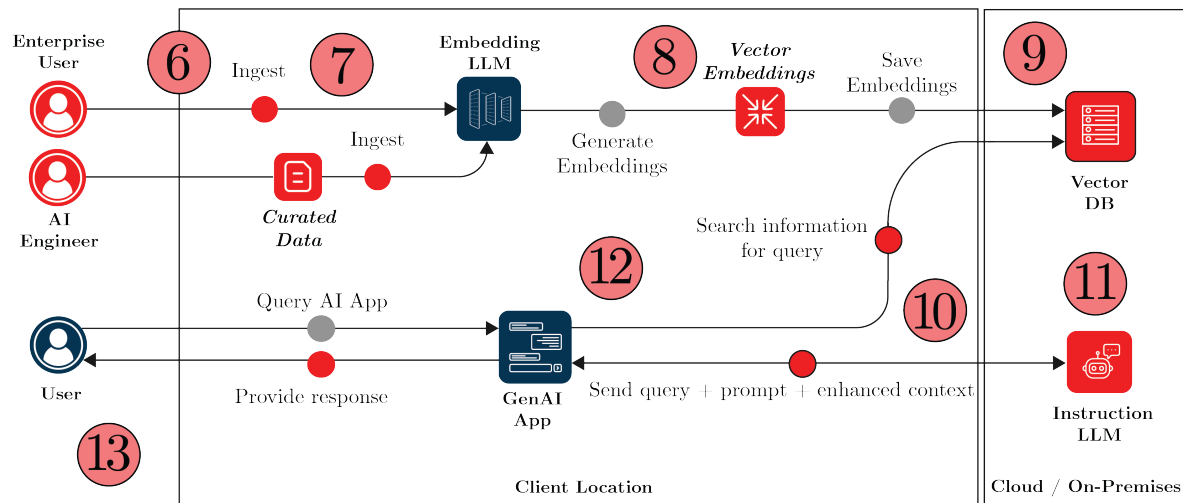 Enterprise
User
6
Ingest
7
Embedding
LLM
8
Vector
Embeddings
Save
Embeddings
9
Generate
Embeddings
Ingest
AI
Engineer
Curated
Data
Vector
DB
Search information
for query
12
10
11
Query AI App
User
Provide response
GenAI
App
Send query + prompt + enhanced context
Instruction
LLM
13
Client Location
Cloud / On-Premises